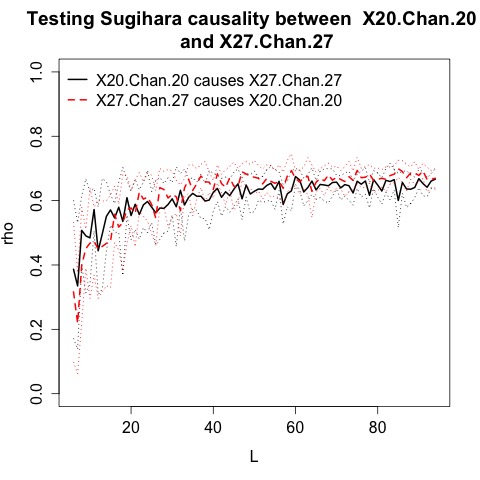 Testing Sugihara causality between X20.Chan.20
and X27.Chan.27
X20.Chan.20 causes X27.Chan.27
X27.Chan.27 causes X20.Chan.20
1.0
0.8
0.6
0.4
0.2
0.0
rho
20 40 60 80
L